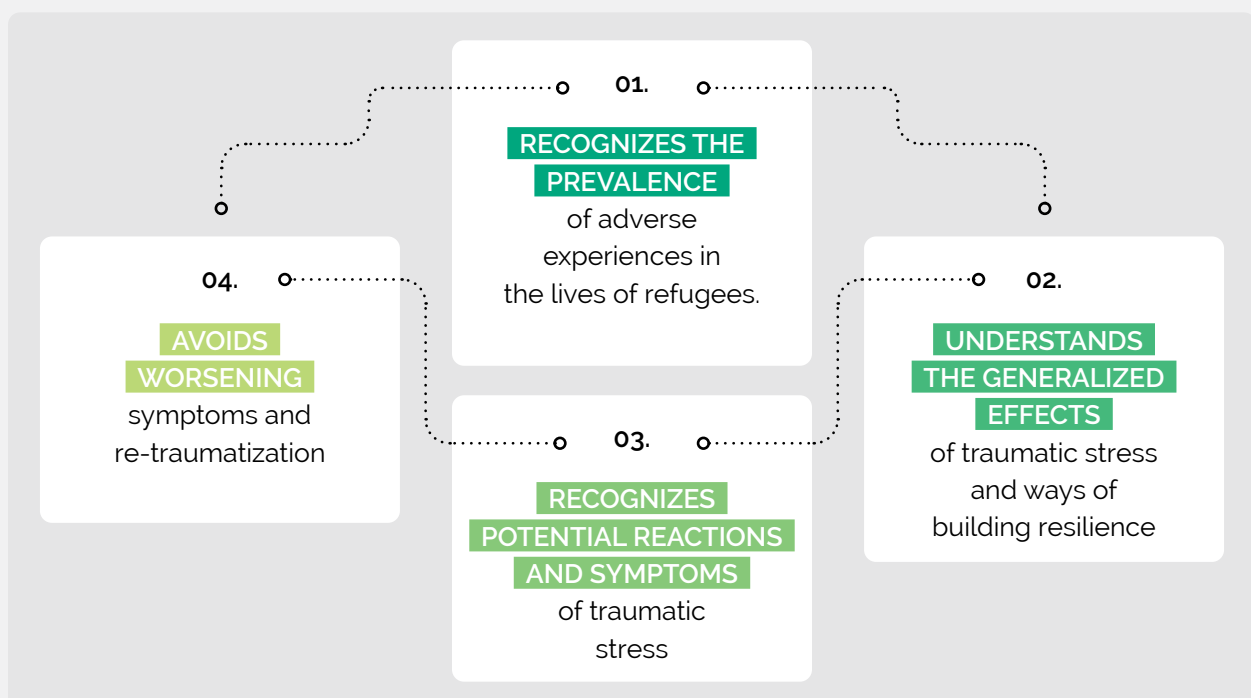 01.
RECOGNIZES THE
PREVALENCE
of adverse
experiences in
the lives of refugees.
02.
UNDERSTANDS
THE GENERALIZED
EFFECTS
of traumatic stress
and ways of
building resilience
03.
RECOGNIZES
POTENTIAL REACTIONS
AND SYMPTOMS
of traumatic
stress
04.
AVOIDS
WORSENING
symptoms and
re-traumatization